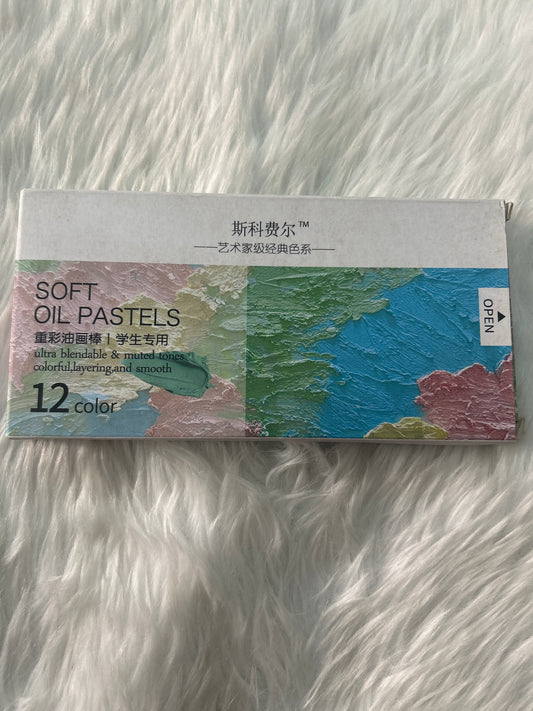 斯科费尔™
——艺术家级经典色系——
SOFT
OIL PASTELS
重彩油画棒 | 学生专用
ultra blendable & muted tones
colorful,layering,and smooth
12 color
OPEN